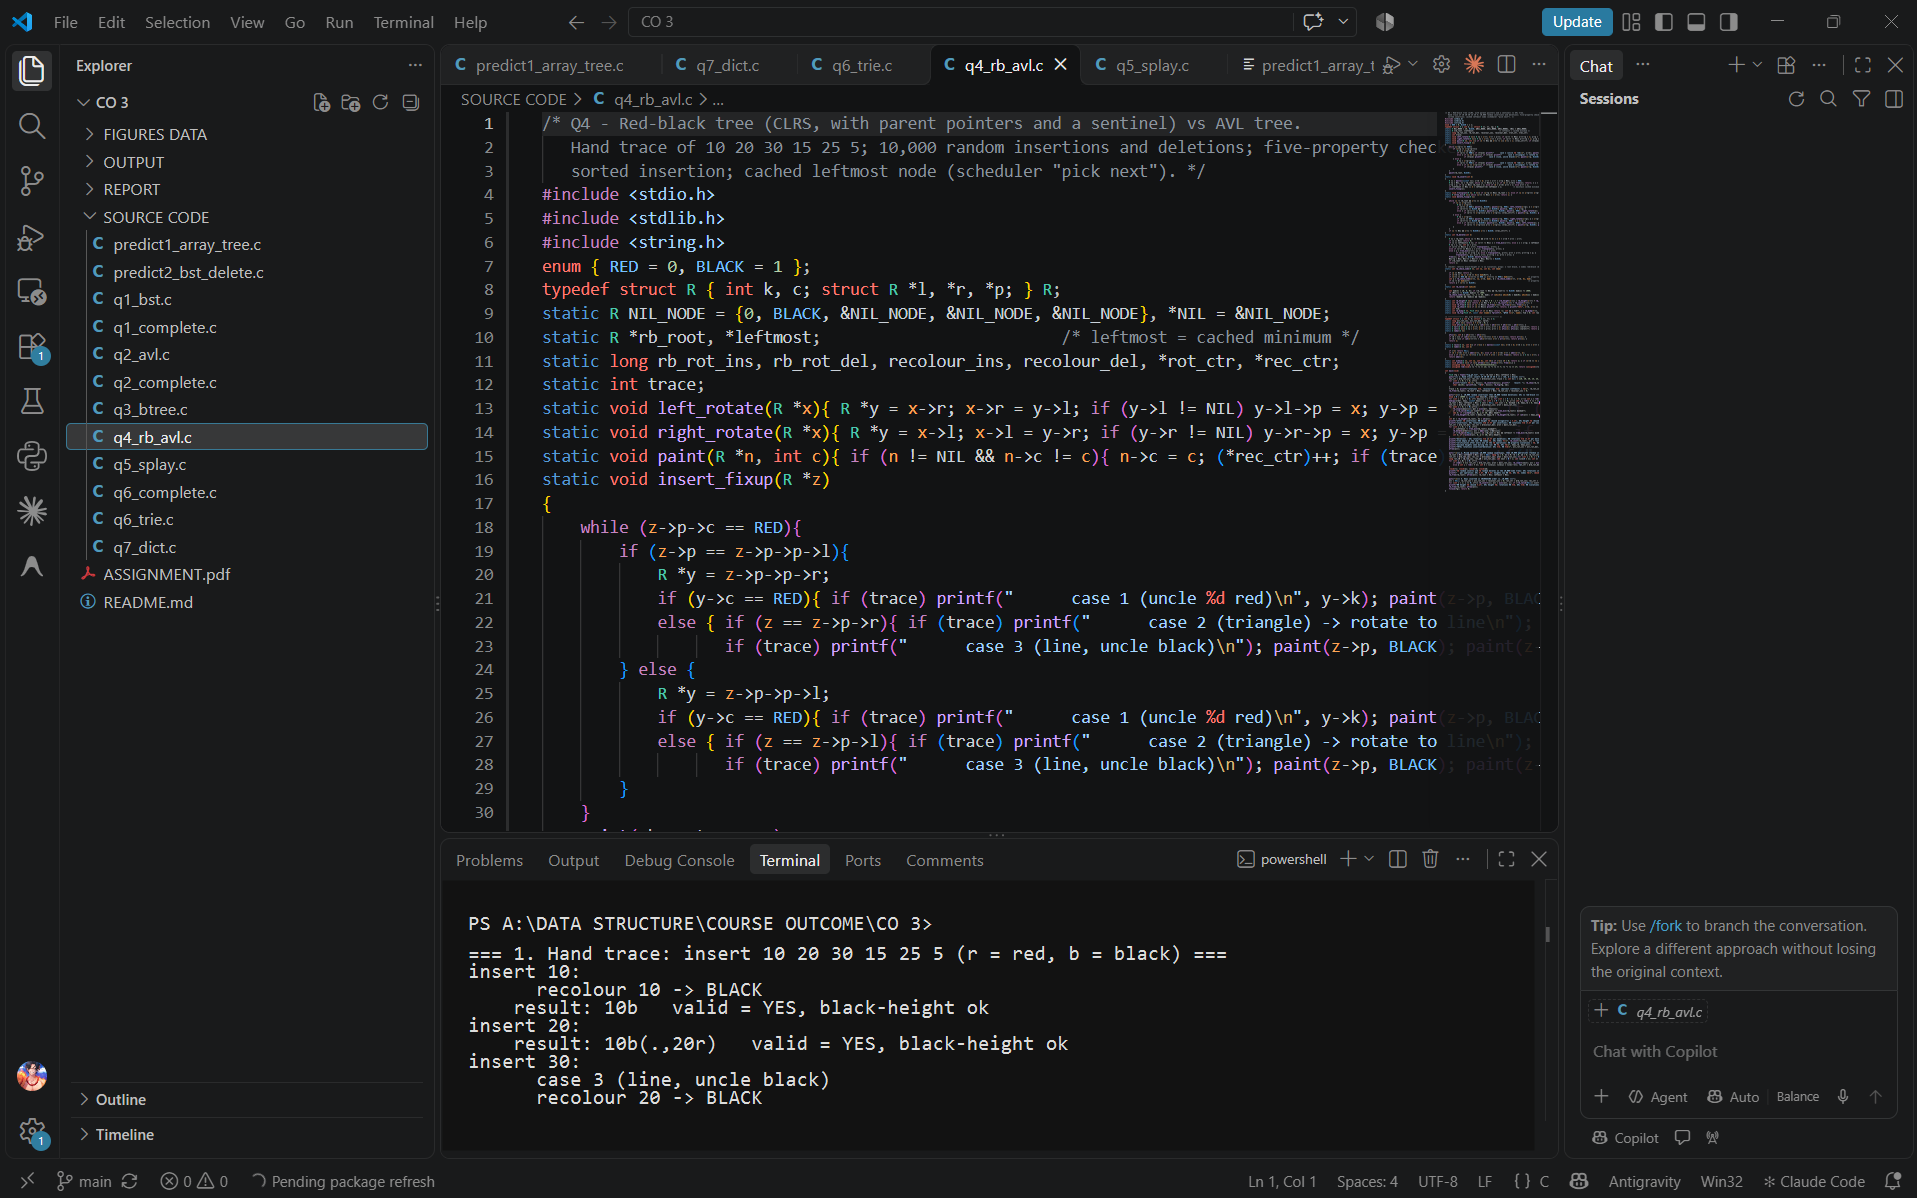 File Edit Selection View Go Run Terminal Help
CO 3
Update
Explorer
CO 3
FIGURES DATA
OUTPUT
REPORT
SOURCE CODE
C predict1_array_tree.c
C predict2_bst_delete.c
C q1_bst.c
C q1_complete.c
C q2_avl.c
C q2_complete.c
C q3_btree.c
C q4_rb_avl.c
C q5_splay.c
C q6_complete.c
C q6_trie.c
C q7_dict.c
ASSIGNMENT.pdf
README.md
1
Outline
Timeline
1
C predict1_array_tree.c C q7_dict.c C q6_trie.c C q4_rb_avl.c C q5_splay.c predict1_array_t
SOURCE CODE > C q4_rb_avl.c > ...
1 /* Q4 - Red-black tree (CLRS, with parent pointers and a sentinel) vs AVL tree.
2 Hand trace of 10 20 30 15 25 5; 10,000 random insertions and deletions; five-property chec
3 sorted insertion; cached leftmost node (scheduler "pick next"). */
4 #include <stdio.h>
5 #include <stdlib.h>
6 #include <string.h>
7 enum { RED = 0, BLACK = 1 };
8 typedef struct R { int k, c; struct R *l, *r, *p; } R;
9 static R NIL_NODE = {0, BLACK, &NIL_NODE, &NIL_NODE, &NIL_NODE}, *NIL = &NIL_NODE;
10 static R *rb_root, *leftmost; /* leftmost = cached minimum */
11 static long rb_rot_ins, rb_rot_del, recolour_ins, recolour_del, *rot_ctr, *rec_ctr;
12 static int trace;
13 static void left_rotate(R *x){ R *y = x->r; x->r = y->l; if (y->l != NIL) y->l->p = x; y->p =
14 static void right_rotate(R *x){ R *y = x->l; x->l = y->r; if (y->r != NIL) y->r->p = x; y->p =
15 static void paint(R *n, int c){ if (n != NIL && n->c != c){ n->c = c; (*rec_ctr)++; if (trace
16 static void insert_fixup(R *z)
17 {
18 while (z->p->c == RED){
19 if (z->p == z->p->p->l){
20 R *y = z->p->p->r;
21 if (y->c == RED){ if (trace) printf(" case 1 (uncle %d red)\n", y->k); paint(z->p, BLAC
22 else { if (z == z->p->r){ if (trace) printf(" case 2 (triangle) -> rotate to line\n");
23 if (trace) printf(" case 3 (line, uncle black)\n"); paint(z->p, BLACK); paint(z-
24 } else {
25 R *y = z->p->p->l;
26 if (y->c == RED){ if (trace) printf(" case 1 (uncle %d red)\n", y->k); paint(z->p, BLAC
27 else { if (z == z->p->l){ if (trace) printf(" case 2 (triangle) -> rotate to line\n");
28 if (trace) printf(" case 3 (line, uncle black)\n"); paint(z->p, BLACK); paint(z-
29 }
30 }
Problems Output Debug Console Terminal Ports Comments
powershell
PS A:\DATA STRUCTURE\COURSE OUTCOME\CO 3>
=== 1. Hand trace: insert 10 20 30 15 25 5 (r = red, b = black) ===
insert 10:
recolour 10 -> BLACK
result: 10b valid = YES, black-height ok
insert 20:
result: 10b(.,20r) valid = YES, black-height ok
insert 30:
case 3 (line, uncle black)
recolour 20 -> BLACK
Chat
Sessions
Tip: Use /fork to branch the conversation.
Explore a different approach without losing
the original context.
C q4_rb_avl.c
Chat with Copilot
Agent Auto Balance
Copilot
main 0 0 Pending package refresh
Ln 1, Col 1 Spaces: 4 UTF-8 LF {} C Antigravity Win32 Claude Code